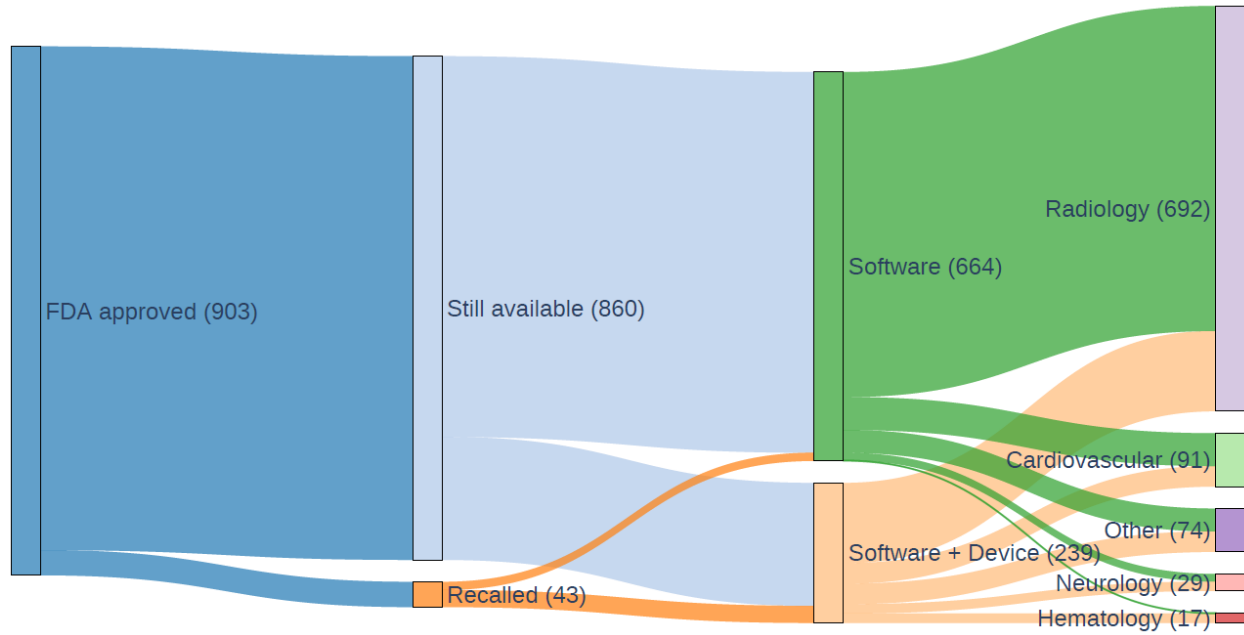 FDA approved (903)
Still available (860)
Recalled (43)
Software (664)
Software + Device (239)
Radiology (692)
Cardiovascular (91)
Other (74)
Neurology (29)
Hematology (17)